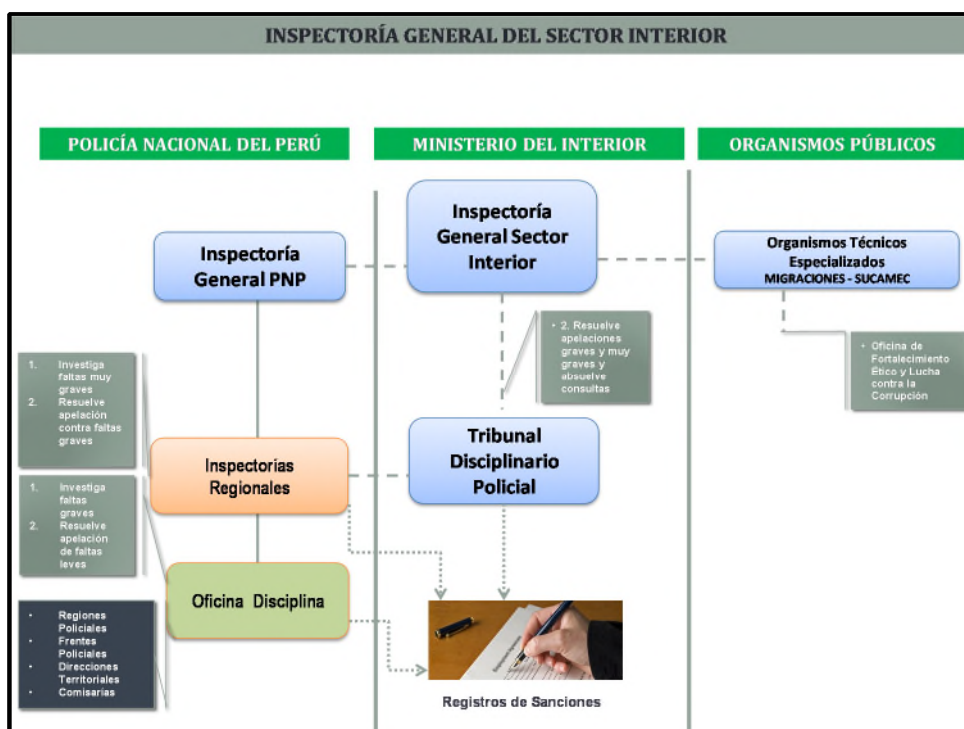 INSPECTORÍA GENERAL DEL SECTOR INTERIOR
POLICÍA NACIONAL DEL PERÚ
MINISTERIO DEL INTERIOR
ORGANISMOS PÚBLICOS
Inspectoría
General PNP
Inspectoría
General Sector
Interior
Organismos Técnicos
Especializados
MIGRACIONES - SUCAMEC
• 2. Resuelve
apelaciones
graves y muy
graves y
absuelve
consultas
• Oficina de
Fortalecimiento
Ético y Lucha
contra la
Corrupción
1. Investiga
faltas muy
graves
2. Resuelve
apelación
contra faltas
graves
Inspectorías
Regionales
Tribunal
Disciplinario
Policial
1. Investiga
faltas
graves
2. Resuelve
apelación
de faltas
leves
Oficina Disciplina
• Regiones
Policiales
• Frentes
Policiales
• Direcciones
Territoriales
• Comisarías
Registros de Sanciones